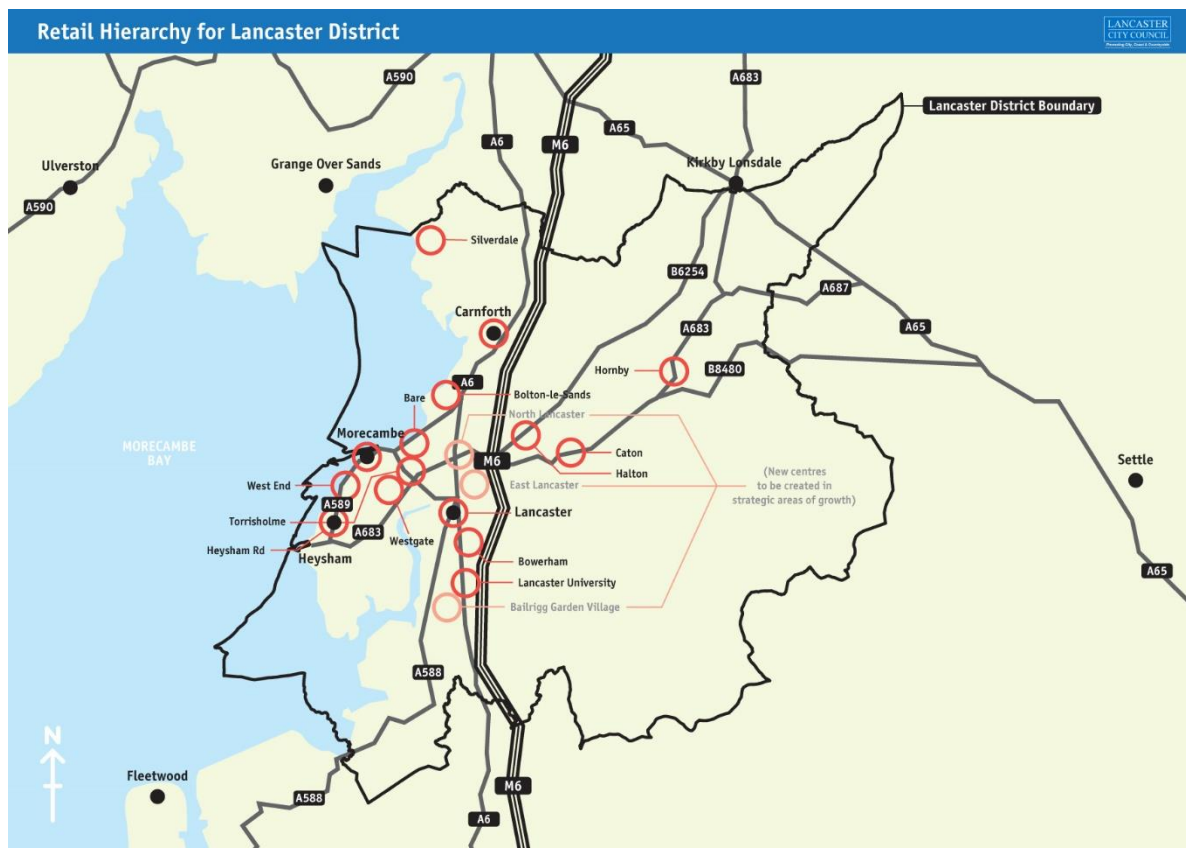 Retail Hierarchy for Lancaster District
LANCASTER
CITY COUNCIL
Promoting City, Coast & Countryside
A590
A683
Lancaster District Boundary
A6
M6
A65
Ulverston
Grange Over Sands
Kirkby Lonsdale
A590
Silverdale
B6254
A687
Carnforth
A683
A65
Hornby
B8480
A6
Bare
Bolton-le-Sands
North Lancaster
Morecambe
MORECAMBE
BAY
M6
Caton
Halton
(New centres
to be created in
strategic areas of growth)
Settle
West End
East Lancaster
A589
Torrisholme
A683
Lancaster
Heysham Rd
Westgate
Heysham
Bowerham
A65
Lancaster University
Bailrigg Garden Village
A588
N
Fleetwood
M6
A588
A6